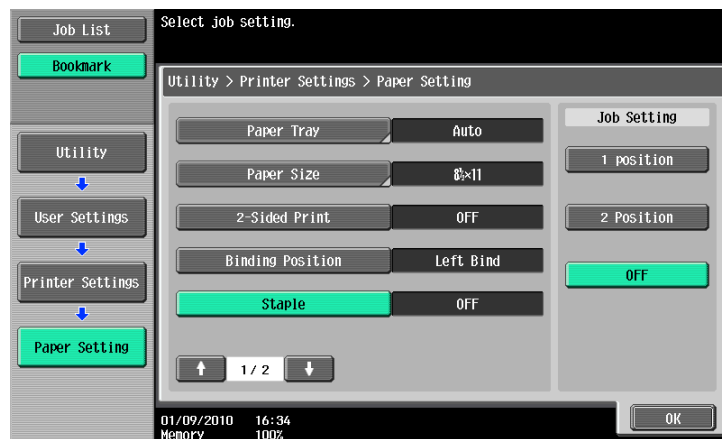 Job List
Bookmark
Utility
User Settings
Printer Settings
Paper Setting
Select job setting.
Utility > Printer Settings > Paper Setting
Paper Tray Auto
Paper Size 8½×11
2-Sided Print OFF
Binding Position Left Bind
Staple OFF
1/ 2
Job Setting
1 position
2 Position
OFF
01/09/2010 16:34
Memory 100%
OK